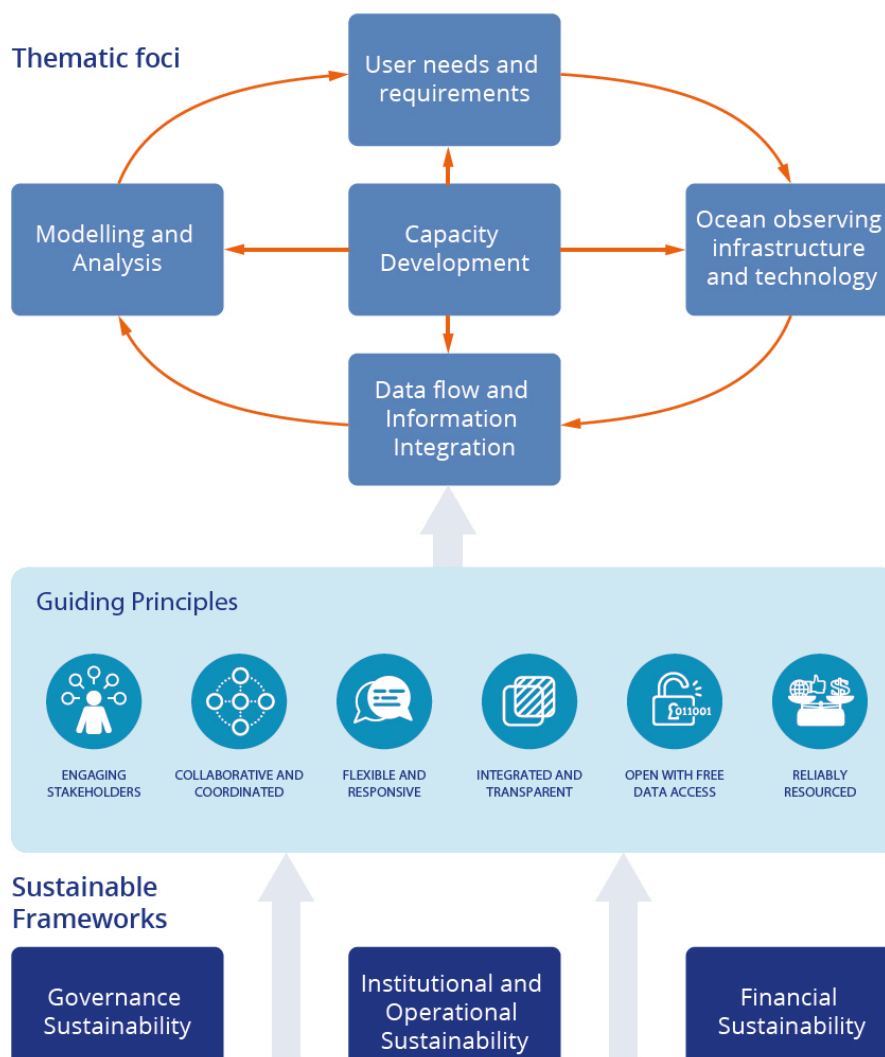 Thematic foci
User needs and
requirements
Modelling and
Analysis
Capacity
Development
Ocean observing
infrastructure
and technology
Data flow and
Information
Integration
Guiding Principles
011001
ENGAGING
STAKEHOLDERS
COLLABORATIVE AND
COORDINATED
FLEXIBLE AND
RESPONSIVE
INTEGRATED AND
TRANSPARENT
OPEN WITH FREE
DATA ACCESS
RELIABLY
RESOURCED
Sustainable
Frameworks
Governance
Sustainability
Institutional and
Operational
Sustainability
Financial
Sustainability